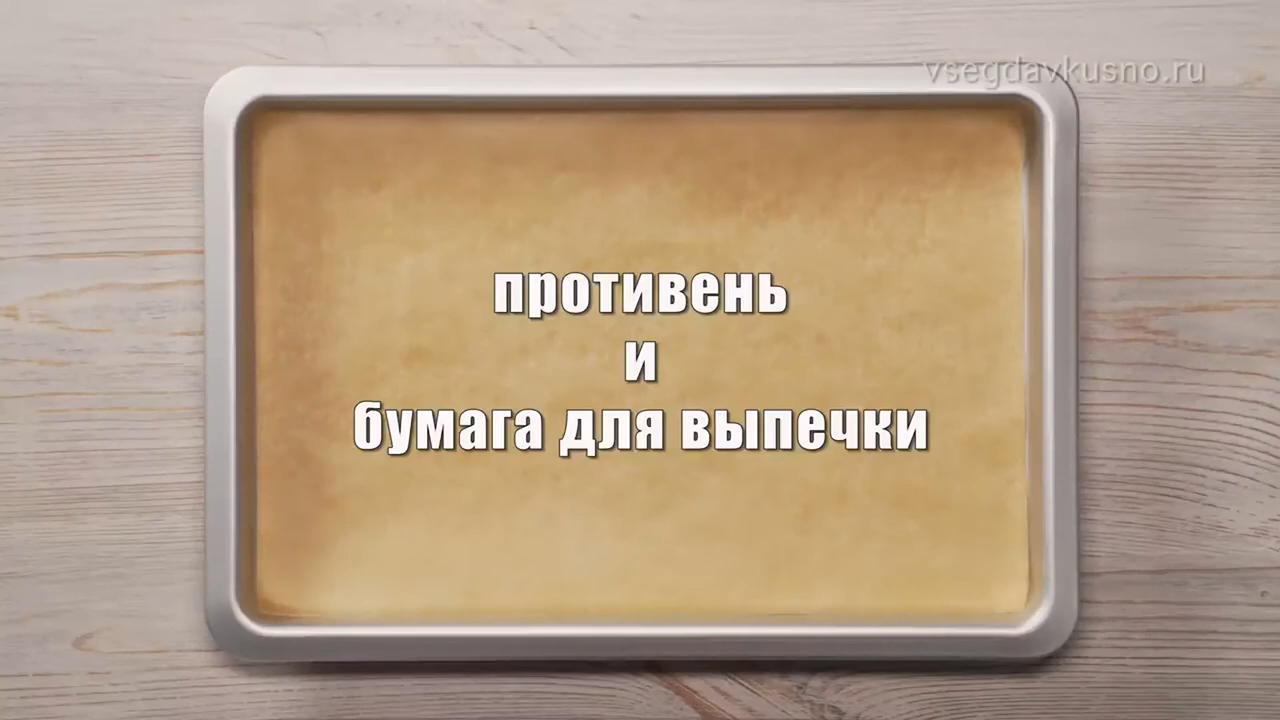 vsegdavkusno.ru
противень
и
бумага для выпечки